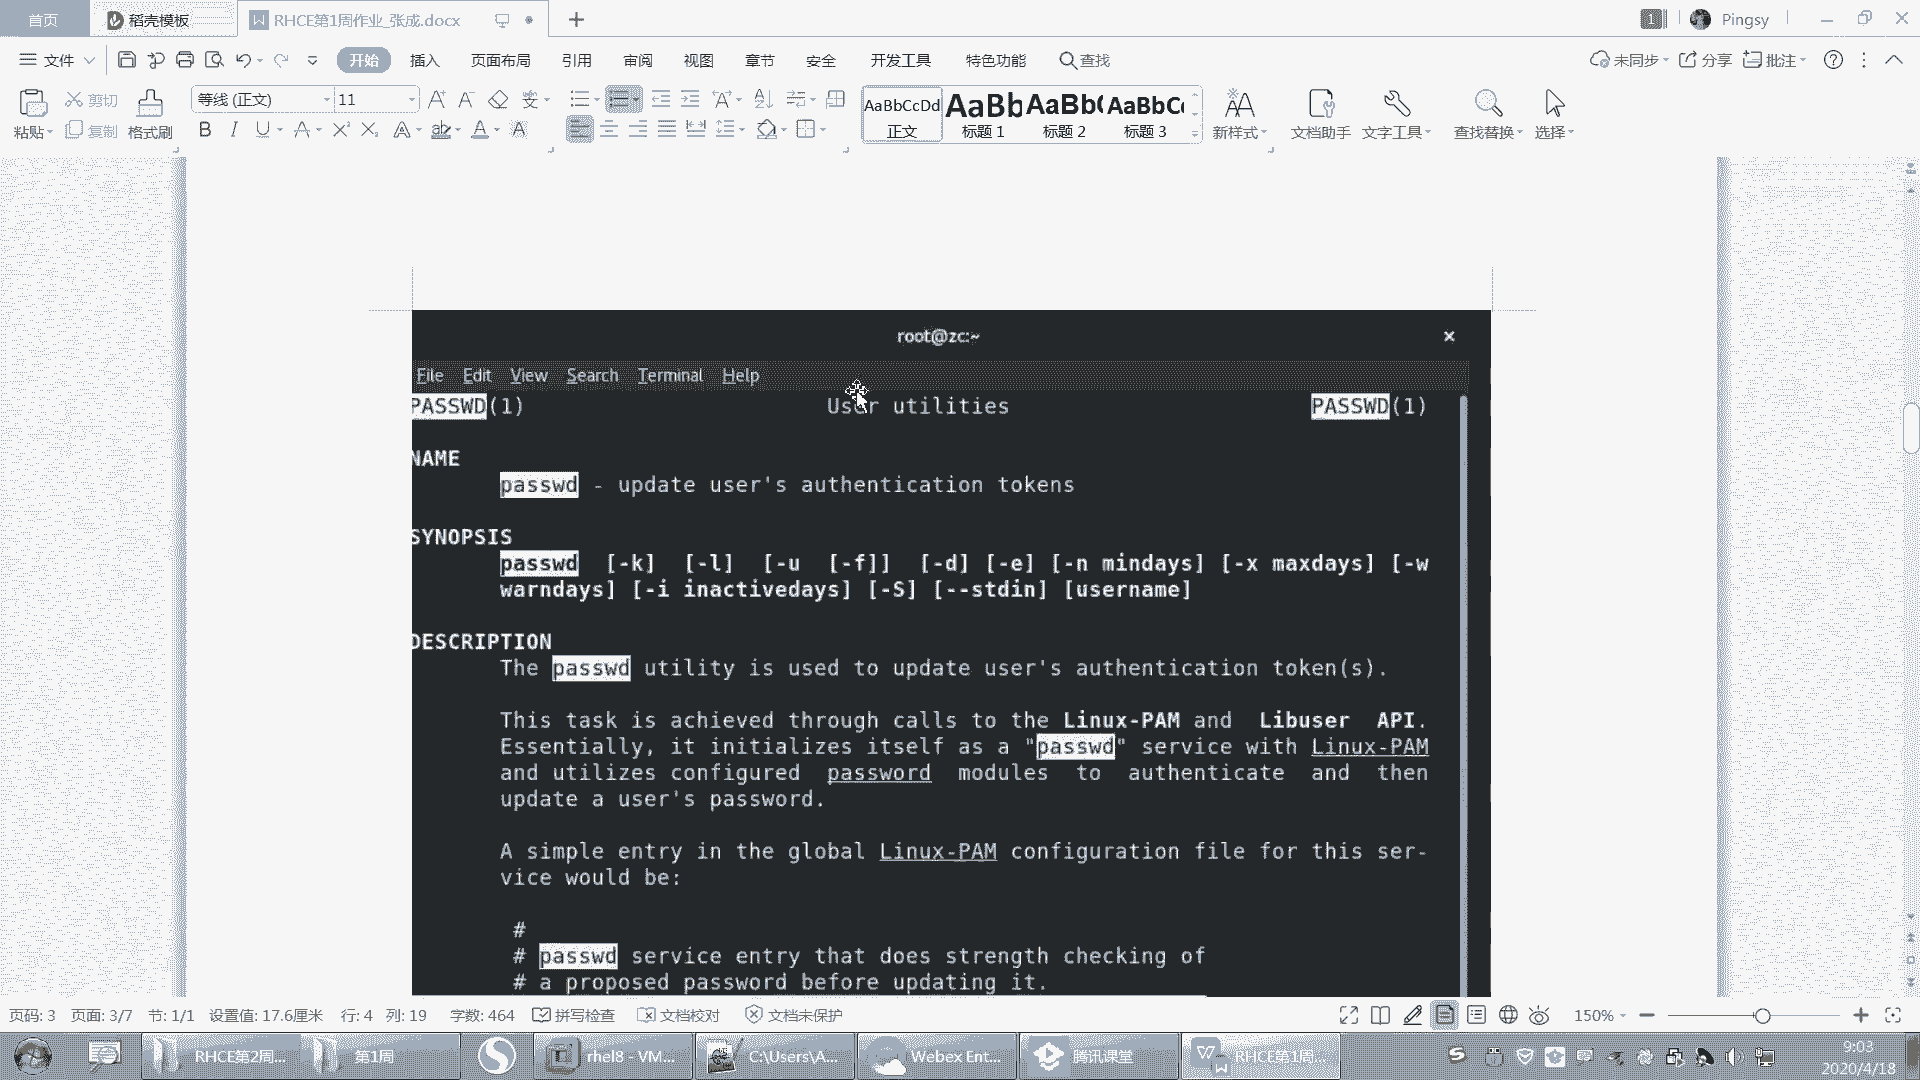 首页 稻壳模板 RHCE第1周作业_张成.docx 1 Pingsy
文件 开始 插入 页面布局 引用 审阅 视图 章节 安全 开发工具 特色功能 查找 未同步 分享 批注
粘贴 剪切 复制 格式刷 等线 (正文) 11
B I U
AaBbCcDd AaBb AaBb( AaBbC
正文 标题 1 标题 2 标题 3 新样式 文档助手 文字工具 查找替换 选择
root@zc:~
File Edit View Search Terminal Help
PASSWD(1) User utilities PASSWD(1)
NAME
passwd - update user's authentication tokens
SYNOPSIS
passwd [-k] [-l] [-u [-f]] [-d] [-e] [-n mindays] [-x maxdays] [-w
warndays] [-i inactivedays] [-S] [--stdin] [username]
DESCRIPTION
The passwd utility is used to update user's authentication token(s).
This task is achieved through calls to the Linux-PAM and Libuser API.
Essentially, it initializes itself as a "passwd" service with Linux-PAM
and utilizes configured password modules to authenticate and then
update a user's password.
A simple entry in the global Linux-PAM configuration file for this ser-
vice would be:
#
# passwd service entry that does strength checking of
# a proposed password before updating it.
页码: 3 页面: 3/7 节: 1/1 设置值: 17.6厘米 行: 4 列: 19 字数: 464 拼写检查 文档校对 文档未保护 150%
RHCE第2周... 第1周 rhel8 - VM... C:\Users\A... Webex Ent... 腾讯课堂 RHCE第1周...
9:03
2020/4/18